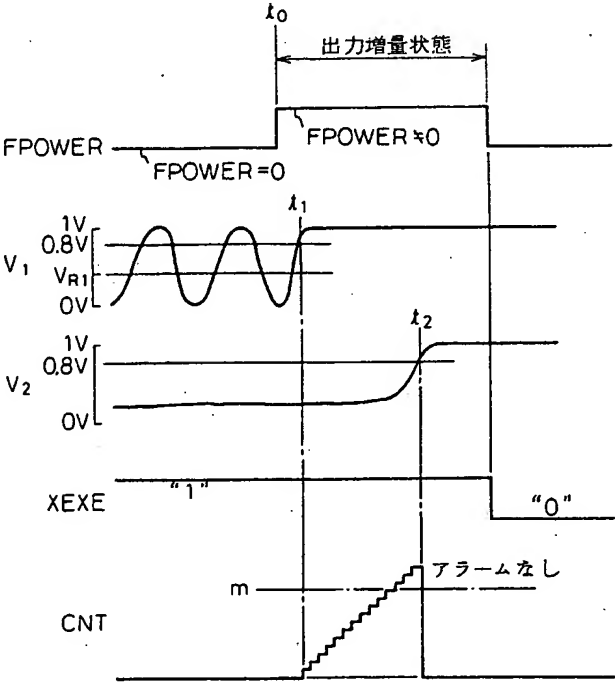 t0
出力増量状態
FPOWER
FPOWER≒0
FPOWER=0
t1
1V
0.8V
V1
VR1
0V
t2
1V
0.8V
V2
0V
XEXE
"1"
"0"
アラームなし
m
CNT